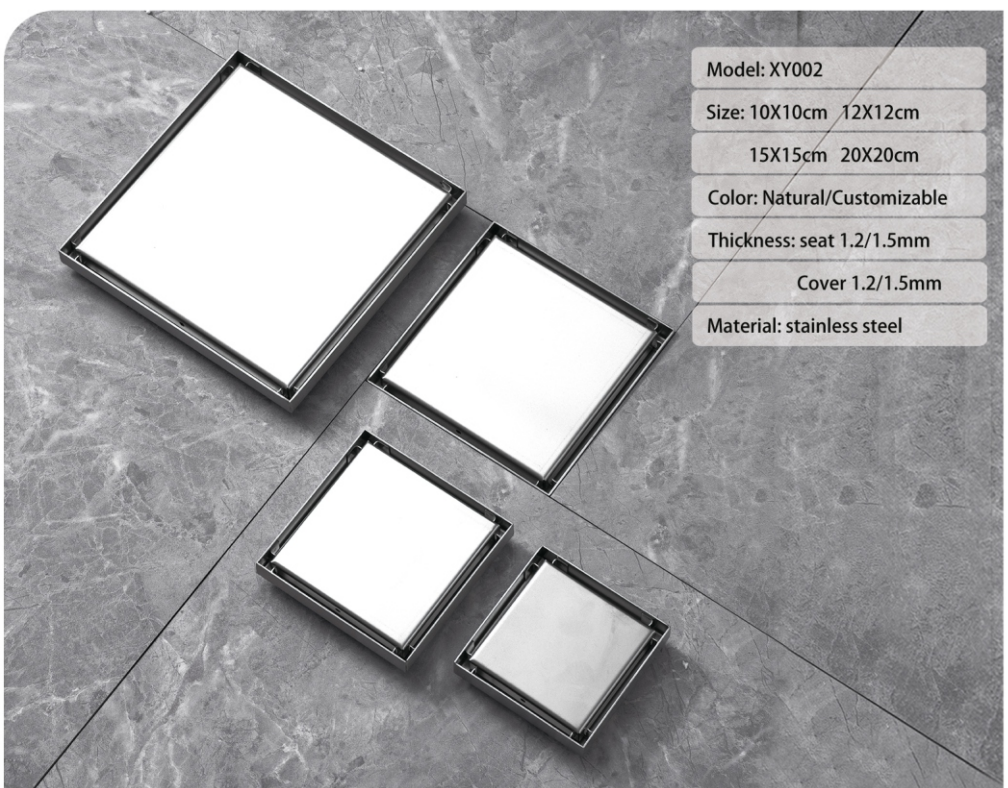 Model: XY002
Size: 10X10cm 12X12cm
15X15cm 20X20cm
Color: Natural/Customizable
Thickness: seat 1.2/1.5mm
Cover 1.2/1.5mm
Material: stainless steel